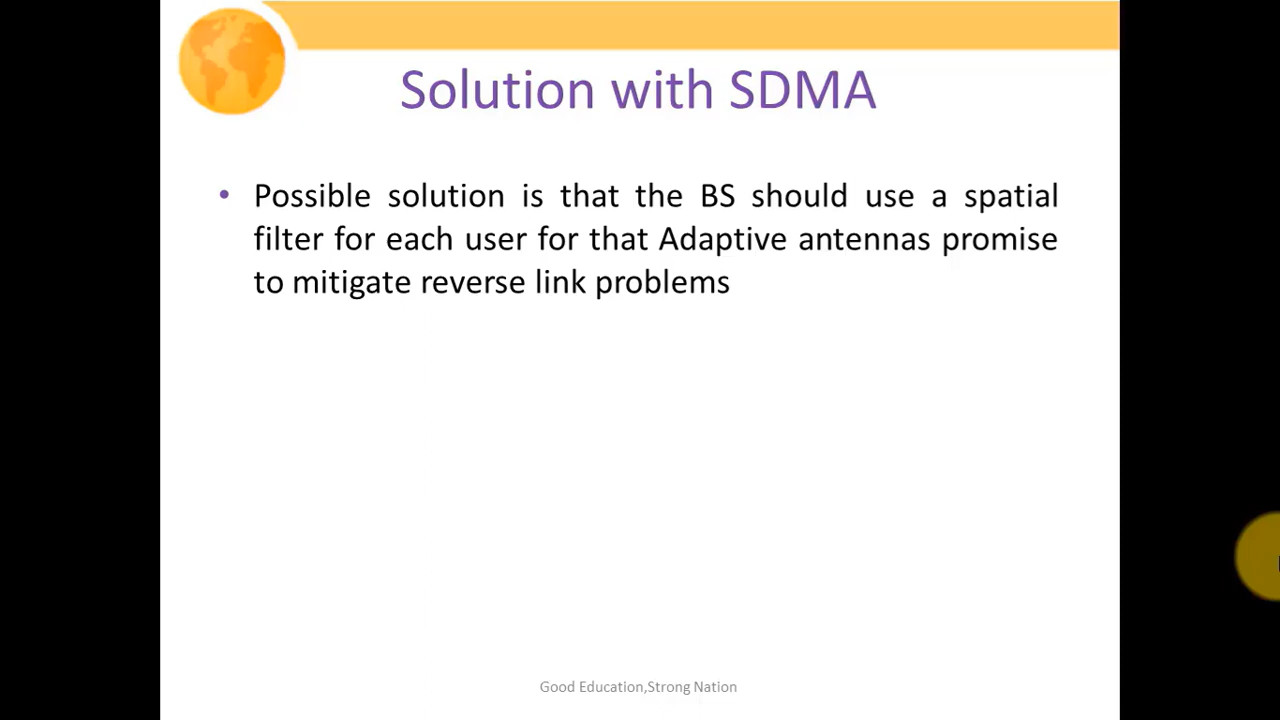 Solution with SDMA
• Possible solution is that the BS should use a spatial
filter for each user for that Adaptive antennas promise
to mitigate reverse link problems
Good Education,Strong Nation